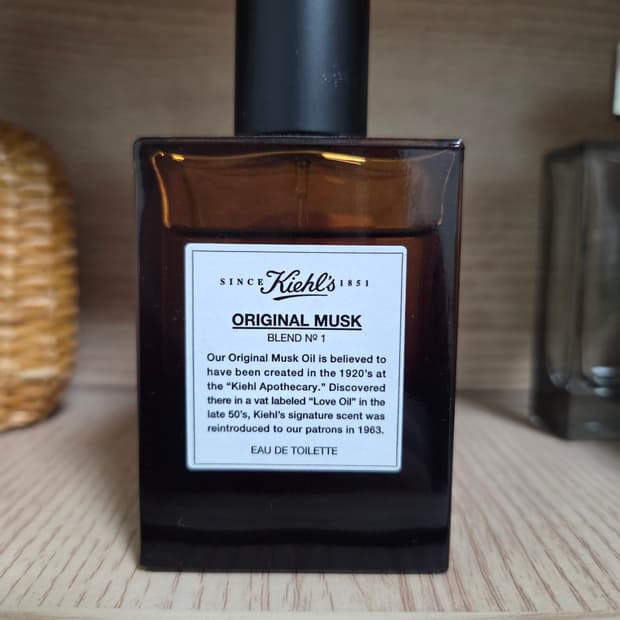 SINCE Kiehl's 1851
ORIGINAL MUSK
BLEND Nº 1
Our Original Musk Oil is believed to
have been created in the 1920's at
the “Kiehl Apothecary.” Discovered
there in a vat labeled “Love Oil” in the
late 50's, Kiehl's signature scent was
reintroduced to our patrons in 1963.
EAU DE TOILETTE